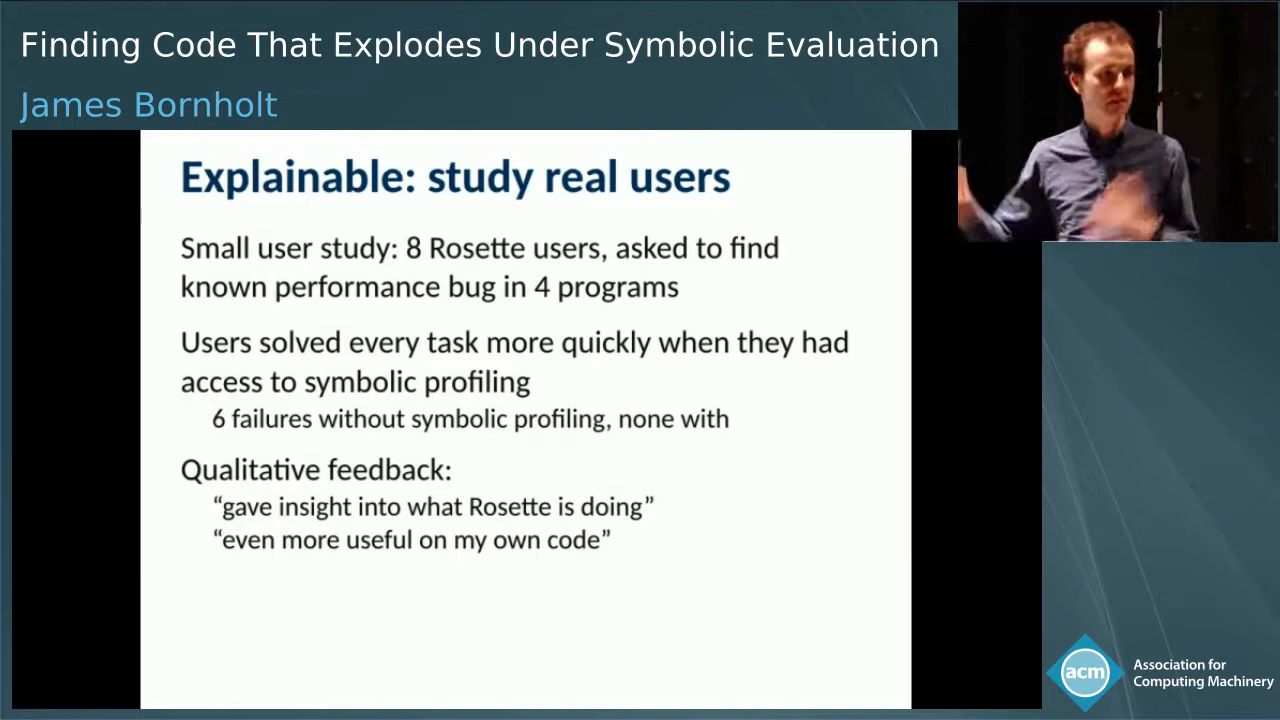 Finding Code That Explodes Under Symbolic Evaluation
James Bornholt
Explainable: study real users
Small user study: 8 Rosette users, asked to find
known performance bug in 4 programs
Users solved every task more quickly when they had
access to symbolic profiling
6 failures without symbolic profiling, none with
Qualitative feedback:
“gave insight into what Rosette is doing”
“even more useful on my own code”
acm
Association for
Computing Machinery